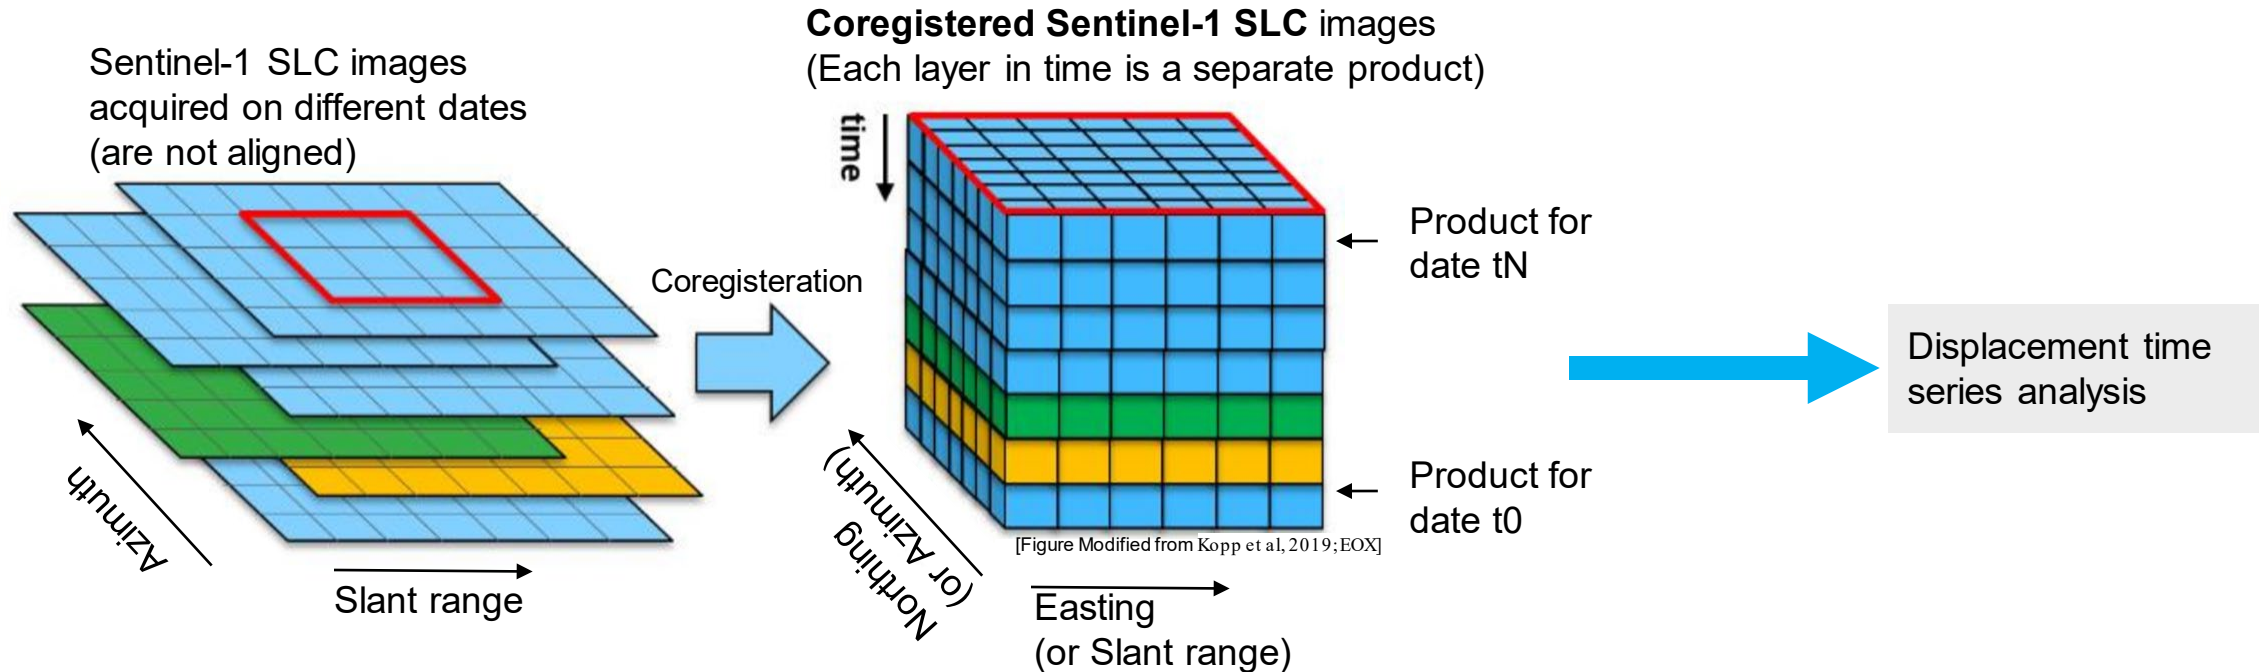 Sentinel-1 SLC images
acquired on different dates
(are not aligned)
Azimuth
Slant range
Coregisteration
Coregistered Sentinel-1 SLC images
(Each layer in time is a separate product)
time
Northing
(or Azimuth)
Easting
(or Slant range)
[Figure Modified from Kopp et al, 2019; EOX]
Product for
date tN
Product for
date t0
Displacement time
series analysis